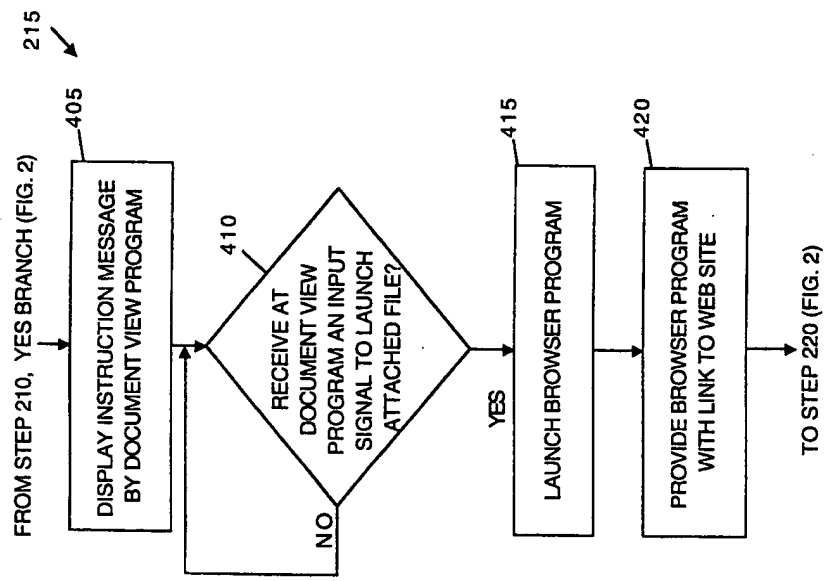 215
FROM STEP 210, YES BRANCH (FIG. 2)
405
DISPLAY INSTRUCTION MESSAGE
BY DOCUMENT VIEW PROGRAM
410
RECEIVE AT
DOCUMENT VIEW
PROGRAM AN INPUT
SIGNAL TO LAUNCH
ATTACHED FILE?
NO
YES
415
LAUNCH BROWSER PROGRAM
420
PROVIDE BROWSER PROGRAM
WITH LINK TO WEB SITE
TO STEP 220 (FIG. 2)